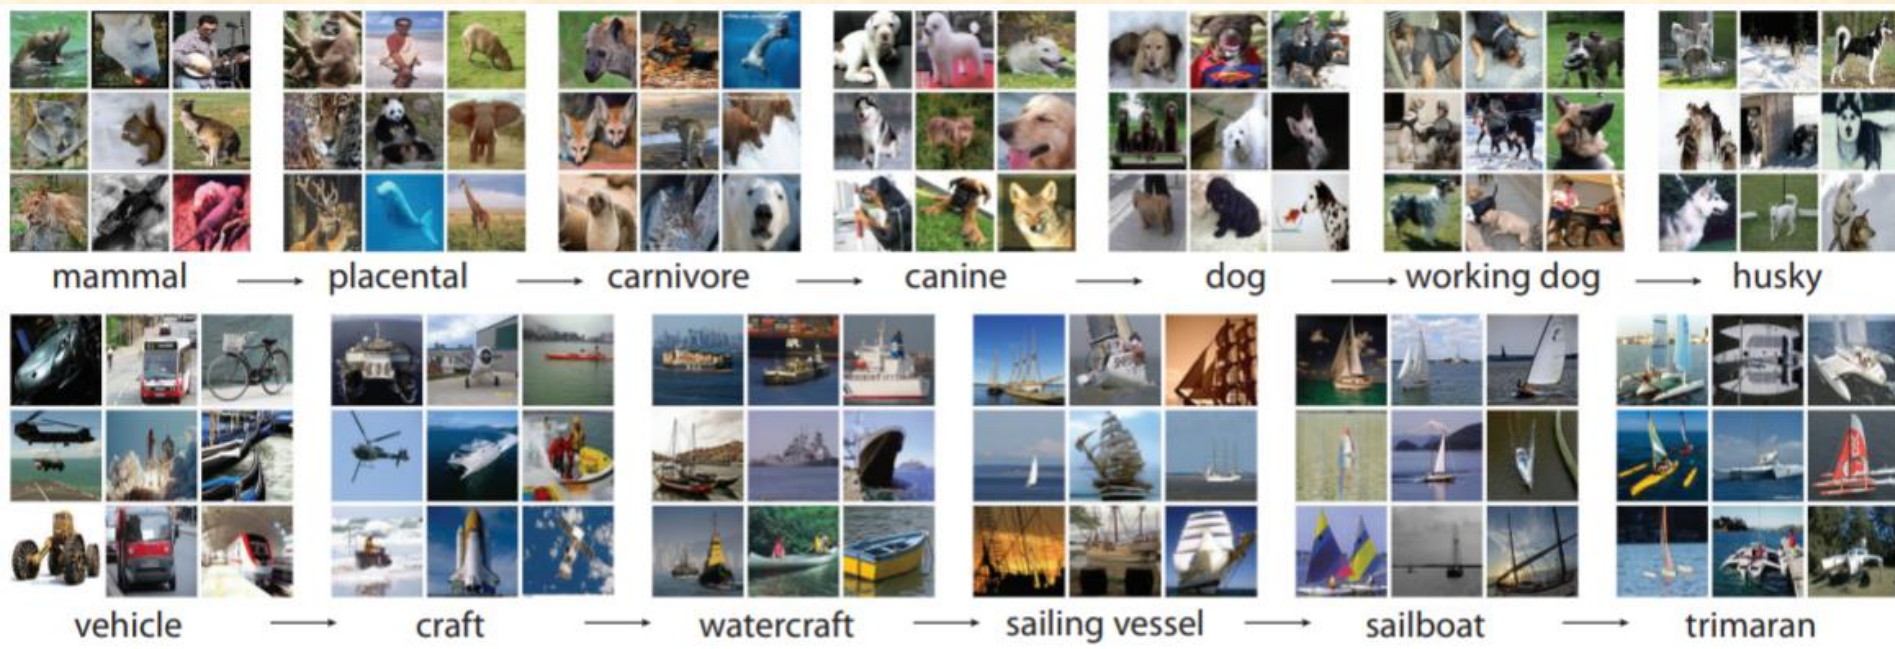 mammal → placental → carnivore → canine → dog → working dog → husky
vehicle → craft → watercraft → sailing vessel → sailboat → trimaran